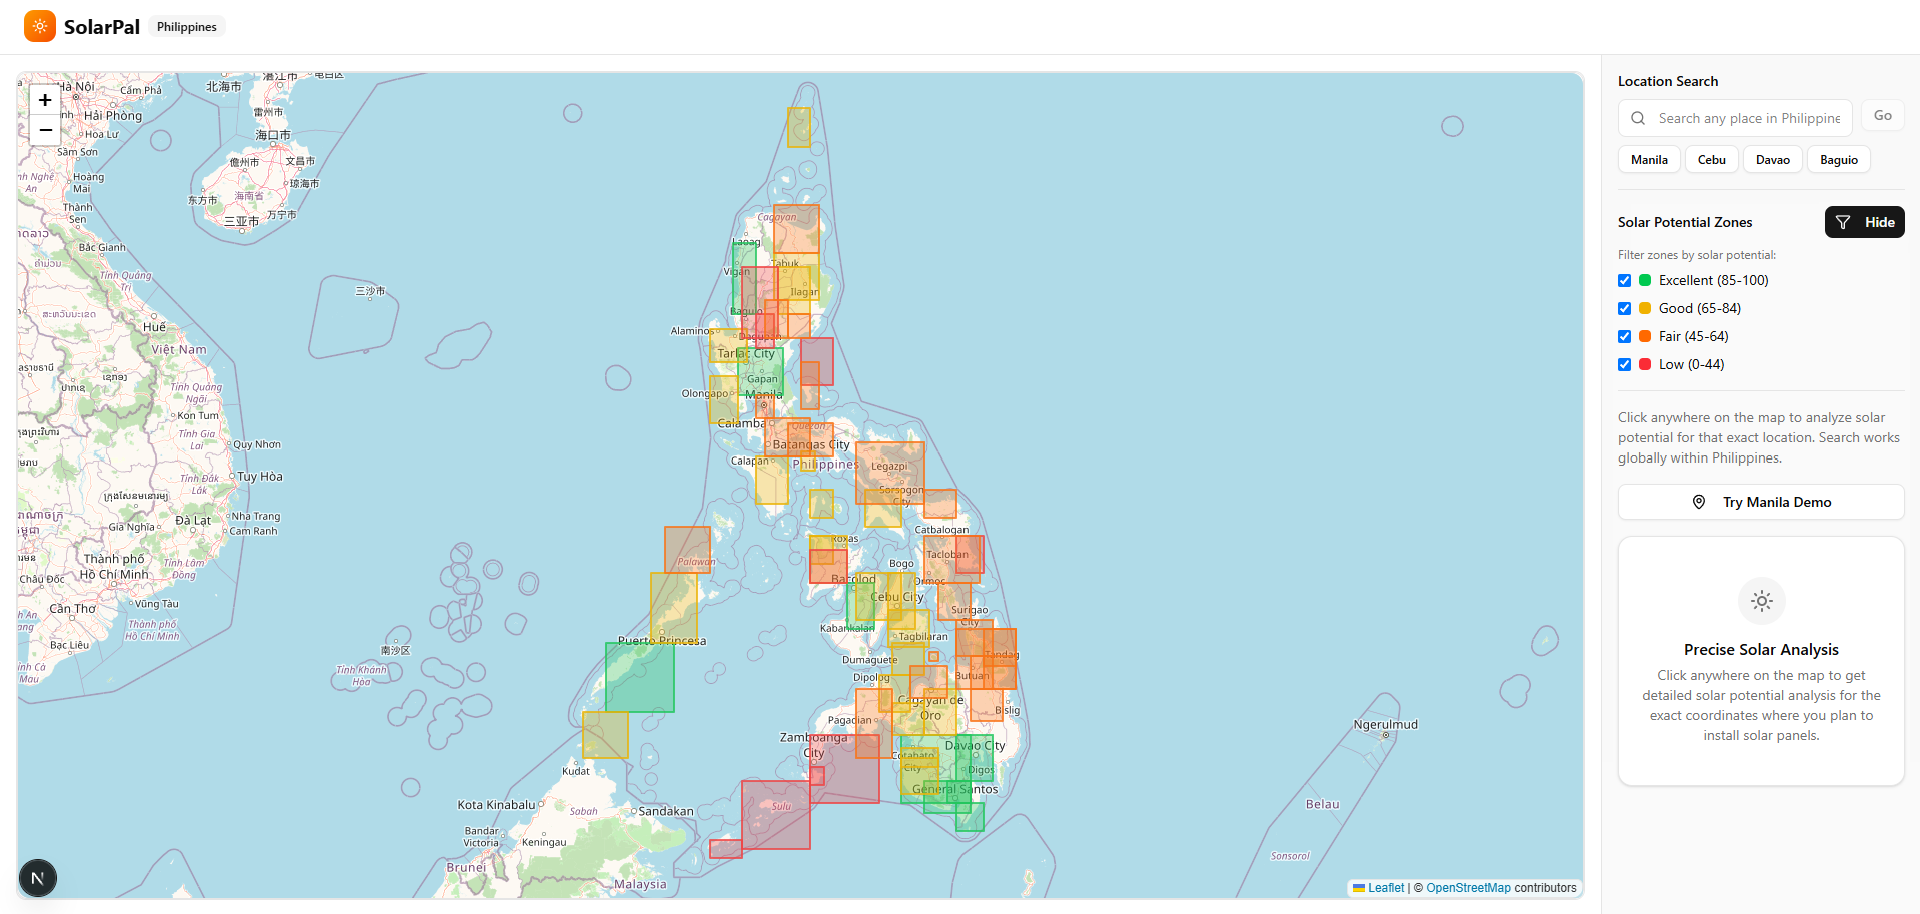 SolarPal
Philippines
+
−
Hà Nội
Cẩm Phả
Hải Phòng
Hoa Lư
Sầm Sơn
Hoàng
Mai
Thành
Sen
Bắc Giang
Tỉnh Quảng
Trị
Huế
Việt Nam
Tỉnh Quảng
Ngãi
Kon Tum
Tỉnh Gia
Lai
Quy Nhơn
Tỉnh Đắk
Lắk
Tuy Hòa
Gia Nghĩa
Đà Lạt
Nha Trang
Cam Ranh
Thành phố
Hồ Chí Minh
Tỉnh Lâm
Đồng
Châu Đốc
Cần Thơ
Vũng Tàu
Thành phố
Hồ Chí Minh
Bạc Liêu
Tỉnh Cà
Mau
Tỉnh Khánh
Hòa
北海市
湛江市
雷州市
海口市
儋州市
文昌市
琼海市
海南省
东方市
万宁市
三亚市
三沙市
南沙区
Cagayan
Laoag
Tabuk
Vigan
Ilagan
Baguio
Alaminos
Dagupan
Tarlac City
Gapan
Olongapo
Manila
Calamba
Quezon
Batangas City
Calapan
Philippines
Legazpi
Sorsogon
City
Catbalogan
Roxas
Tacloban
Palawan
Bogo
Bacolod
Ormoc
Cebu City
Surigao
City
Kabankalan
Tagbilaran
Puerto Princesa
Tandag
Dumaguete
Butuan
Dipolog
Cagayan de
Oro
Bislig
Pagadian
Zamboanga
City
Davao City
Cotabato
City
Digos
General Santos
Kudat
Kota Kinabalu
Sabah
Sandakan
Sulu
Bandar
Victoria
Keningau
Brunei
Malaysia
Ngerulmud
Belau
Sonsorol
N
Leaflet | © OpenStreetMap contributors
Location Search
Search any place in Philippine
Go
Manila
Cebu
Davao
Baguio
Solar Potential Zones
Hide
Filter zones by solar potential:
Excellent (85-100)
Good (65-84)
Fair (45-64)
Low (0-44)
Click anywhere on the map to analyze solar
potential for that exact location. Search works
globally within Philippines.
Try Manila Demo
Precise Solar Analysis
Click anywhere on the map to get
detailed solar potential analysis for the
exact coordinates where you plan to
install solar panels.